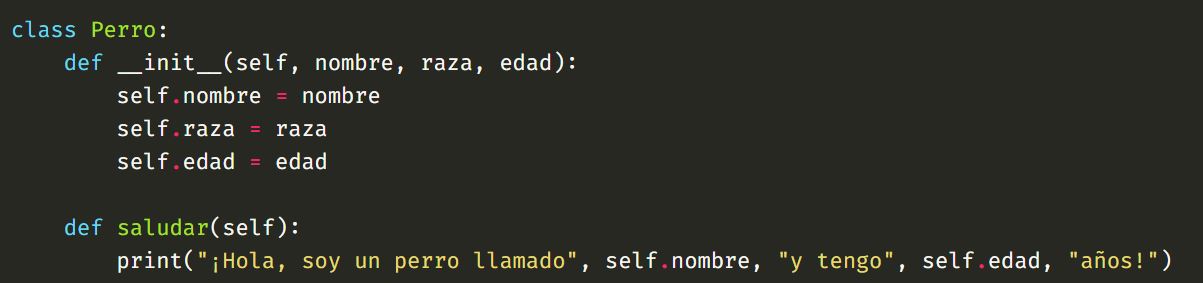 class Perro:
    def __init__(self, nombre, raza, edad):
        self.nombre = nombre
        self.raza = raza
        self.edad = edad

    def saludar(self):
        print("¡Hola, soy un perro llamado", self.nombre, "y tengo", self.edad, "años!")